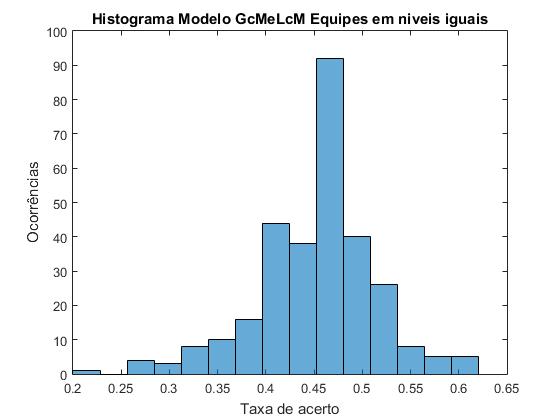 Histograma Modelo GcMeLcM Equipes em niveis iguais
100
90
80
70
60
50
40
30
20
10
0
Ocorrências
0.2 0.25 0.3 0.35 0.4 0.45 0.5 0.55 0.6 0.65
Taxa de acerto